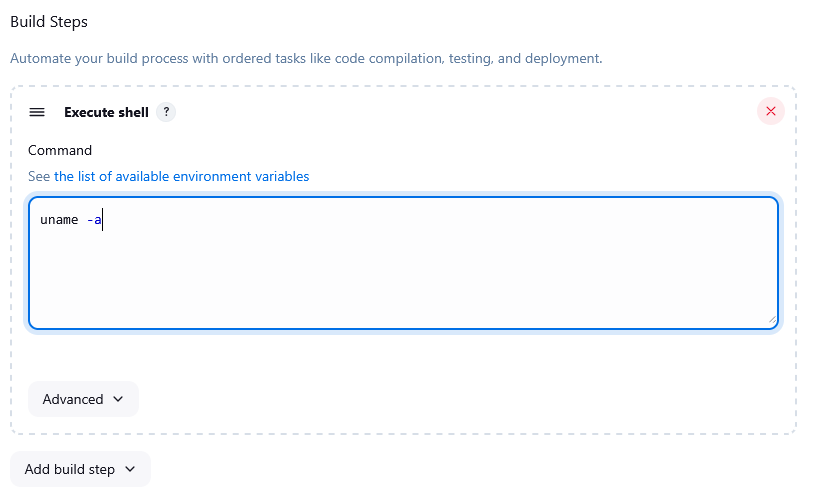 Build Steps
Automate your build process with ordered tasks like code compilation, testing, and deployment.
Execute shell ?
Command
See the list of available environment variables
uname -a
Advanced
Add build step